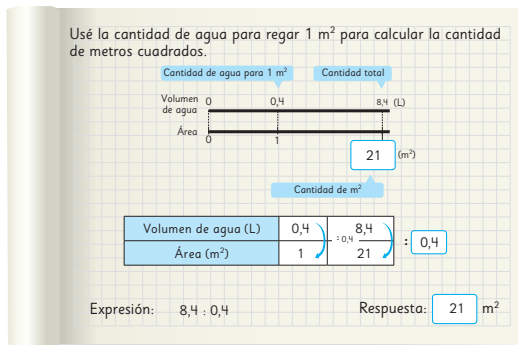 Usé la cantidad de agua para regar 1 m² para calcular la cantidad
de metros cuadrados.
Cantidad de agua para 1 m² Cantidad total
Volumen
de agua 0 0,4 8,4 (L)
Área
0 1 21 (m²)
Cantidad de m²
Volumen de agua (L) 0,4 8,4
: 0,4 : 0,4
Área (m²) 1 21
Expresión: 8,4 : 0,4 Respuesta: 21 m²